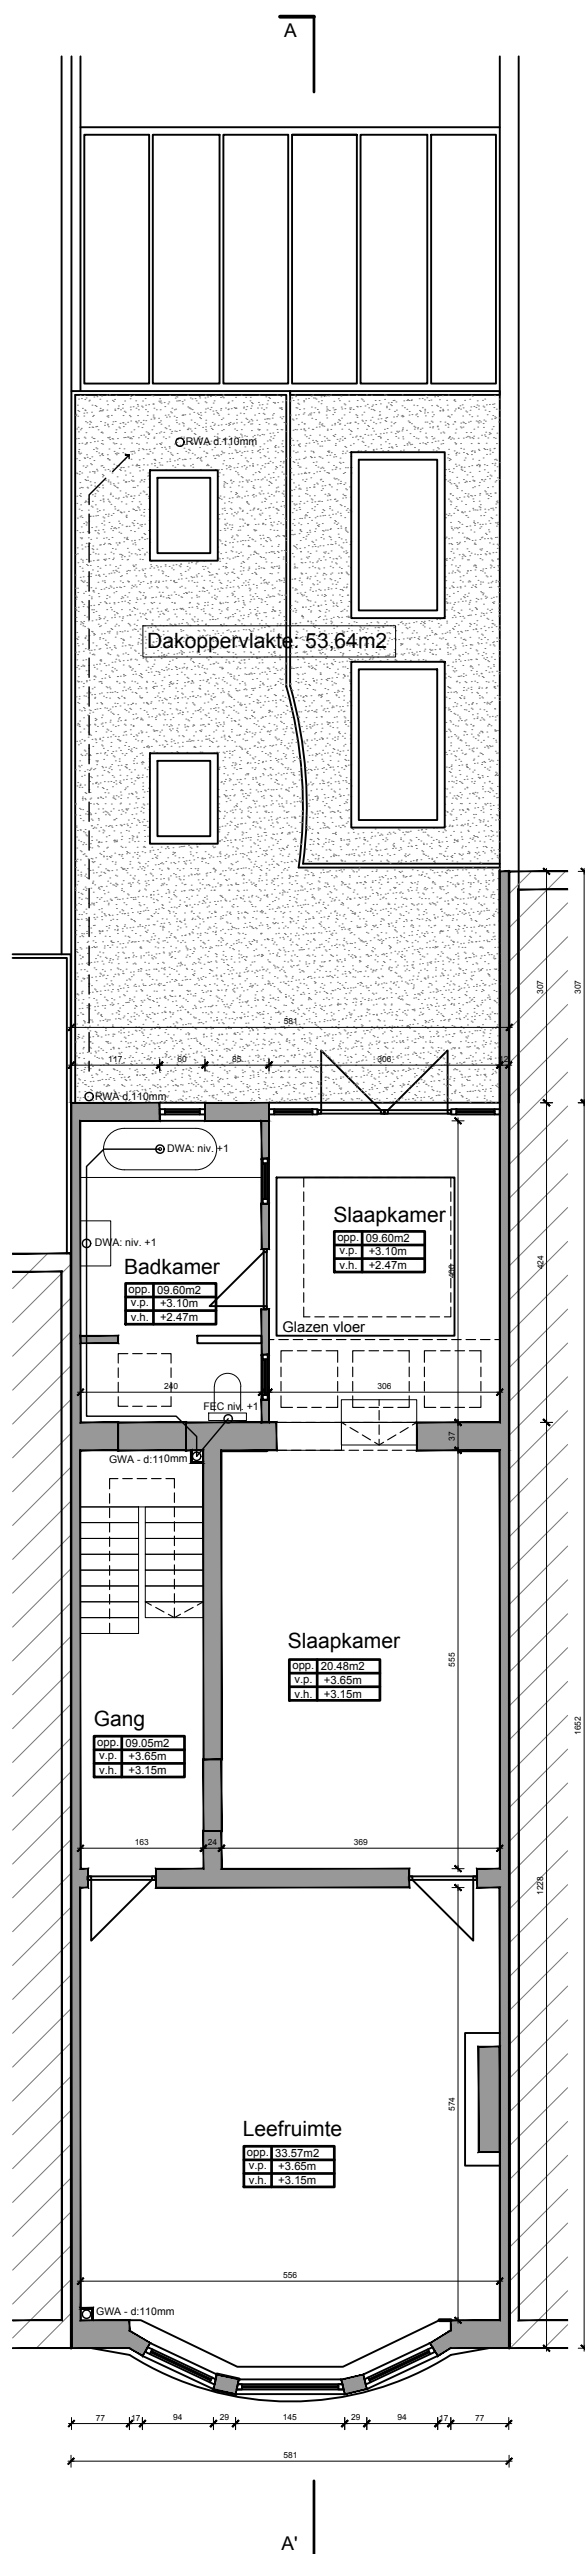 A
RWA d.110mm
Dakoppervlakte: 53,64m2
307
307
581
117 60 85 306 12
RWA d.110mm
DWA: niv. +1
Slaapkamer
opp. 09.60m2
v.p. +3.10m
v.h. +2.47m
DWA: niv. +1
Badkamer
opp. 09.60m2
v.p. +3.10m
v.h. +2.47m
400
424
Glazen vloer
240 306
FEC niv. +1
37
GWA - d:110mm
Slaapkamer
opp. 20.48m2
v.p. +3.65m
v.h. +3.15m
555
Gang
opp. 09.05m2
v.p. +3.65m
v.h. +3.15m
1652
163 24 369
1228
574
Leefruimte
opp. 33.57m2
v.p. +3.65m
v.h. +3.15m
556
GWA - d:110mm
77 17 94 29 145 29 94 17 77
581
A'